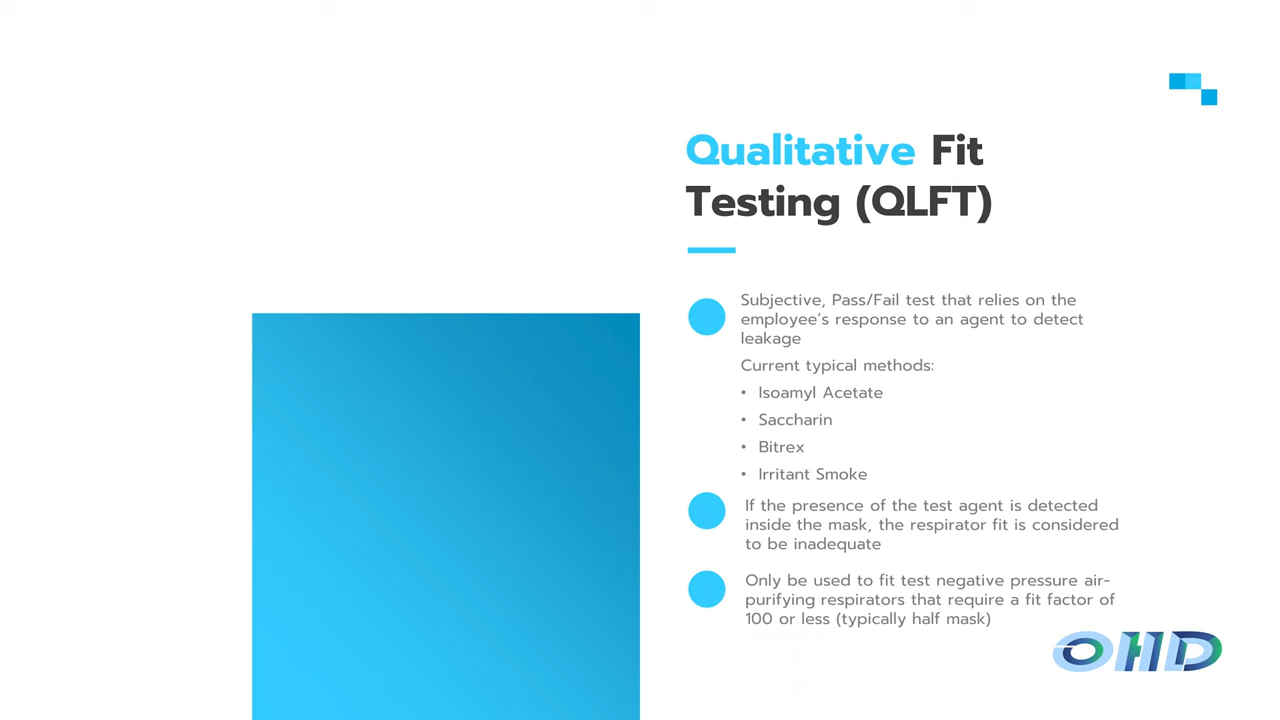 Qualitative Fit
Testing (QLFT)
Subjective, Pass/Fail test that relies on the
employee's response to an agent to detect
leakage
Current typical methods:
• Isoamyl Acetate
• Saccharin
• Bitrex
• Irritant Smoke
If the presence of the test agent is detected
inside the mask, the respirator fit is considered
to be inadequate
Only be used to fit test negative pressure air-
purifying respirators that require a fit factor of
100 or less (typically half mask)
OHD